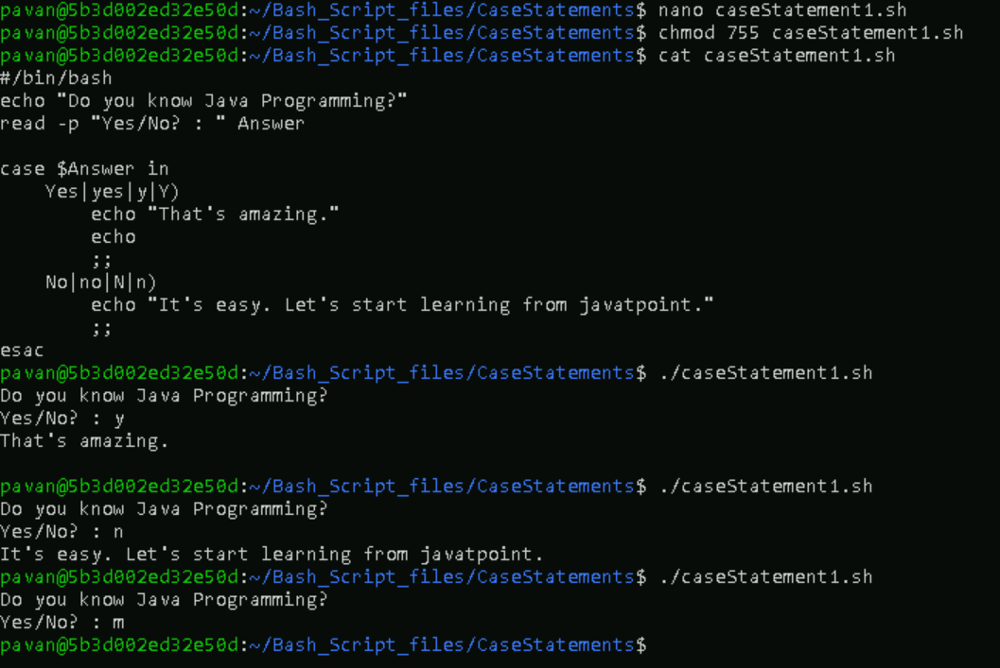 pavan@5b3d002ed32e50d:~/Bash_Script_files/CaseStatements$ nano caseStatement1.sh
pavan@5b3d002ed32e50d:~/Bash_Script_files/CaseStatements$ chmod 755 caseStatement1.sh
pavan@5b3d002ed32e50d:~/Bash_Script_files/CaseStatements$ cat caseStatement1.sh
#/bin/bash
echo "Do you know Java Programming?"
read -p "Yes/No? : " Answer

case $Answer in
    Yes|yes|y|Y)
        echo "That's amazing."
        echo
        ;;
    No|no|N|n)
        echo "It's easy. Let's start learning from javatpoint."
        ;;
esac
pavan@5b3d002ed32e50d:~/Bash_Script_files/CaseStatements$ ./caseStatement1.sh
Do you know Java Programming?
Yes/No? : y
That's amazing.

pavan@5b3d002ed32e50d:~/Bash_Script_files/CaseStatements$ ./caseStatement1.sh
Do you know Java Programming?
Yes/No? : n
It's easy. Let's start learning from javatpoint.
pavan@5b3d002ed32e50d:~/Bash_Script_files/CaseStatements$ ./caseStatement1.sh
Do you know Java Programming?
Yes/No? : m
pavan@5b3d002ed32e50d:~/Bash_Script_files/CaseStatements$